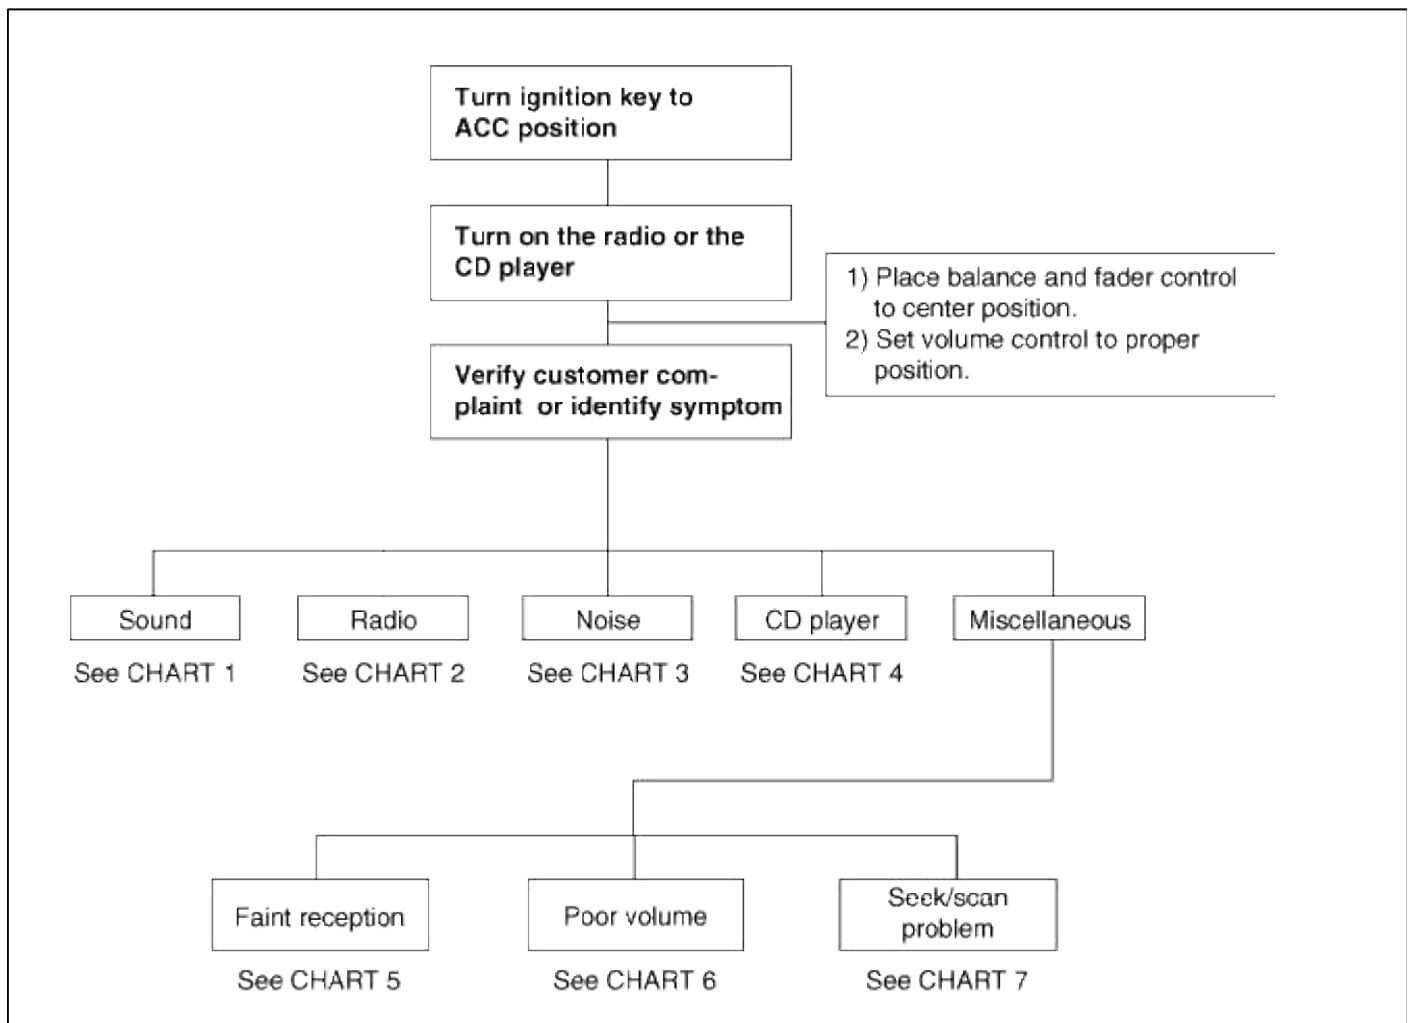 Turn ignition key to
ACC position
Turn on the radio or the
CD player
1) Place balance and fader control
to center position.
2) Set volume control to proper
position.
Verify customer com-
plaint or identify symptom
Sound
Radio
Noise
CD player
Miscellaneous
See CHART 1
See CHART 2
See CHART 3
See CHART 4
Faint reception
Poor volume
Seek/scan
problem
See CHART 5
See CHART 6
See CHART 7